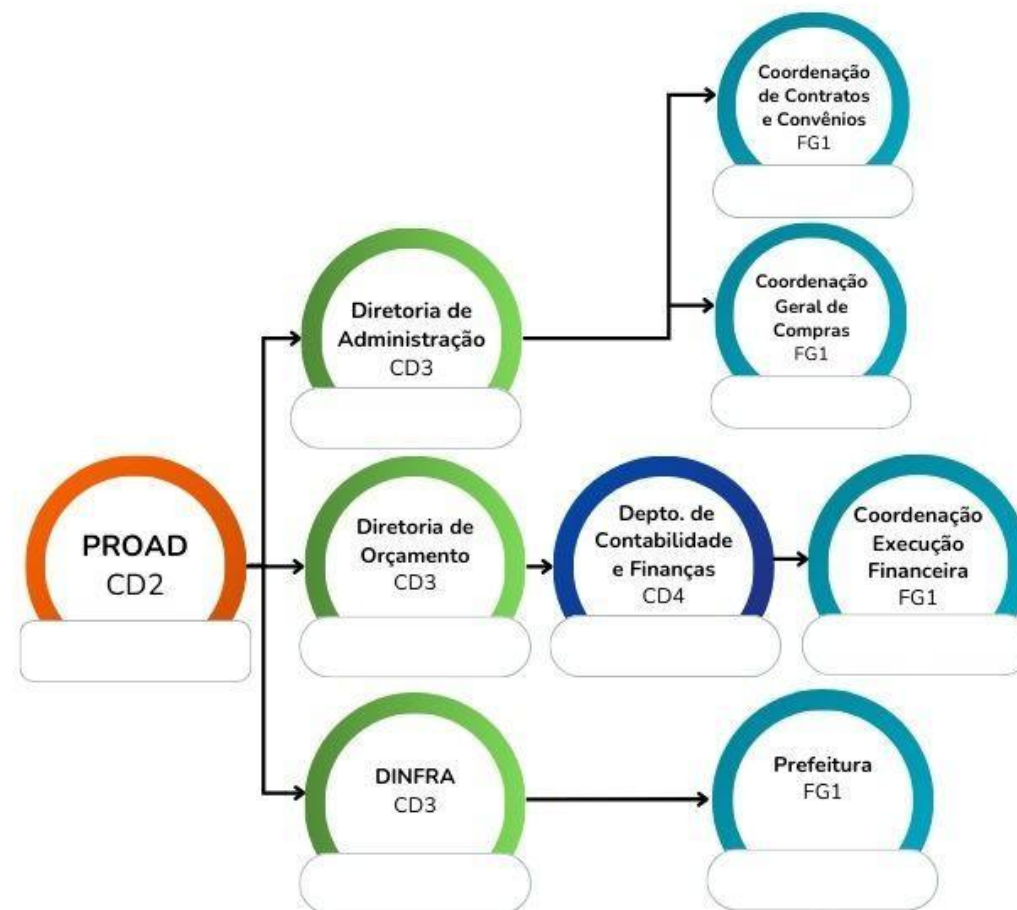 Coordenação
de Contratos
e Convênios
FG1
Coordenação
Geral de
Compras
FG1
Diretoria de
Administração
CD3
PROAD
CD2
Diretoria de
Orçamento
CD3
Depto. de
Contabilidade
e Finanças
CD4
Coordenação
Execução
Financeira
FG1
DINFRA
CD3
Prefeitura
FG1